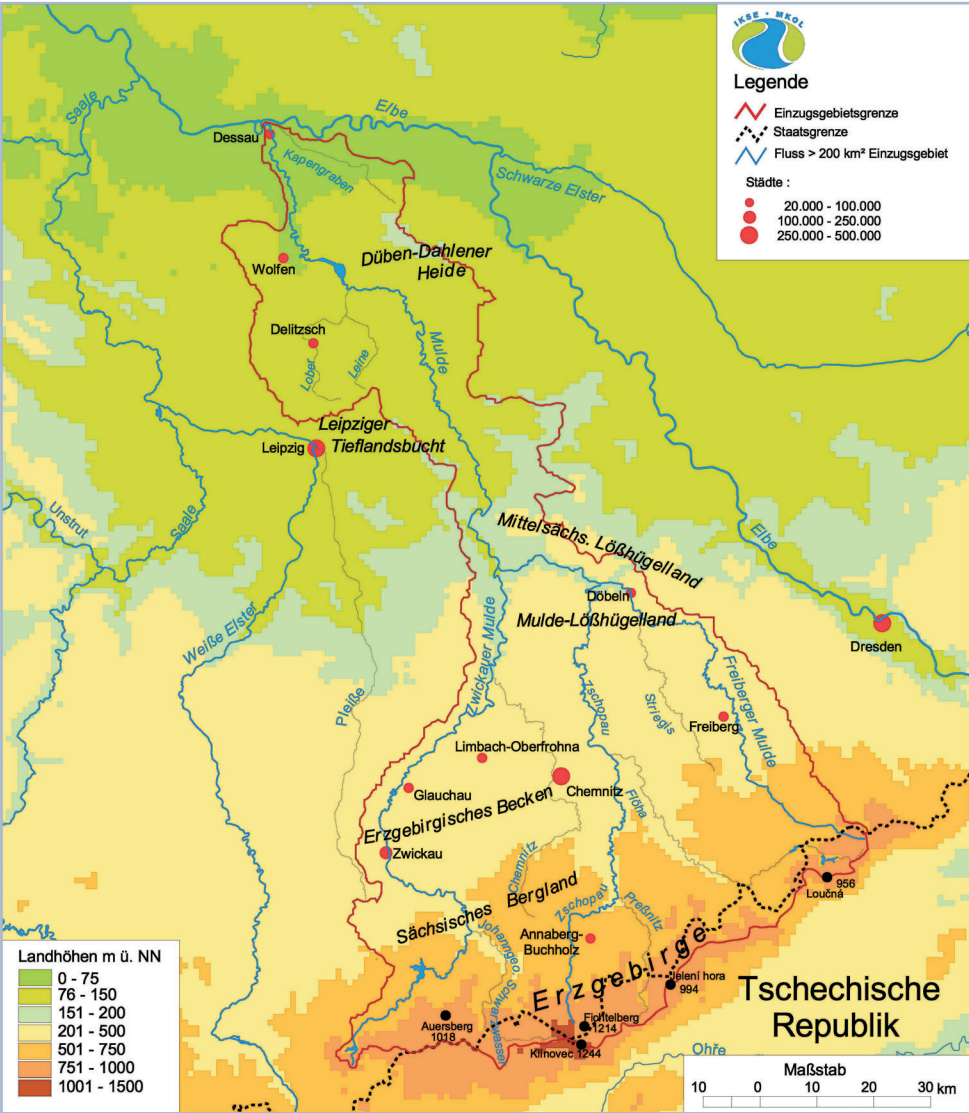 IKSE • MKOL
Legende
Einzugsgebietsgrenze
Staatsgrenze
Fluss > 200 km² Einzugsgebiet
Städte :
20.000 - 100.000
100.000 - 250.000
250.000 - 500.000
Saale
Elbe
Dessau
Kapengraben
Schwarze Elster
Düben-Dahlener
Heide
Wolfen
Delitzsch
Lober
Leine
Mulde
Leipziger
Tieflandsbucht
Leipzig
Unstrut
Saale
Mittelsächs. Lößhügelland
Elbe
Döbeln
Mulde-Lößhügelland
Dresden
Weiße Elster
Pleiße
Zwickauer Mulde
Zschopau
Striegis
Freiberger Mulde
Freiberg
Limbach-Oberfrohna
Chemnitz
Glauchau
Erzgebirgisches Becken
Flöha
Zwickau
Chemnitz
956
Loučná
Sächsisches Bergland
Zschopau
Preßnitz
Annaberg-
Buchholz
Johanngeo. Schwarzwasser
Erzgebirge
Jelení hora
994
Tschechische
Republik
Auersberg
1018
Fichtelberg
1214
Klínovec 1244
Ohře
Landhöhen m ü. NN
0 - 75
76 - 150
151 - 200
201 - 500
501 - 750
751 - 1000
1001 - 1500
Maßstab
10 0 10 20 30 km